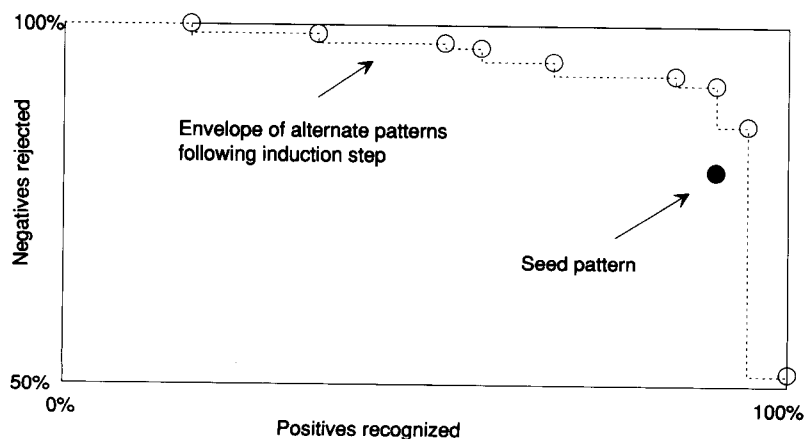 100%
Negatives rejected
Envelope of alternate patterns
following induction step
Seed pattern
50%
0%
100%
Positives recognized